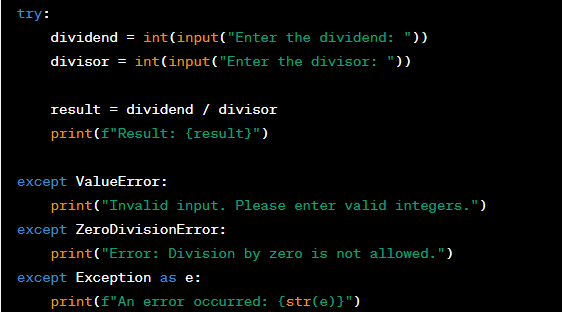 try:
    dividend = int(input("Enter the dividend: "))
    divisor = int(input("Enter the divisor: "))

    result = dividend / divisor
    print(f"Result: {result}")

except ValueError:
    print("Invalid input. Please enter valid integers.")
except ZeroDivisionError:
    print("Error: Division by zero is not allowed.")
except Exception as e:
    print(f"An error occurred: {str(e)}")